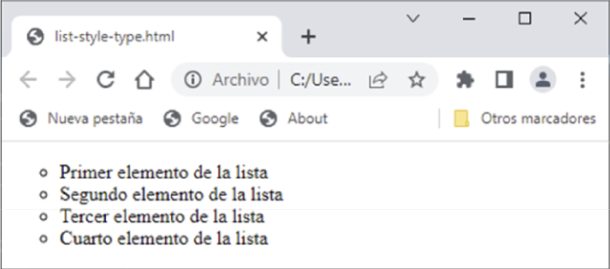 list-style-type.html
Archivo | C:/Use...
Nueva pestaña Google About Otros marcadores
Primer elemento de la lista
Segundo elemento de la lista
Tercer elemento de la lista
Cuarto elemento de la lista